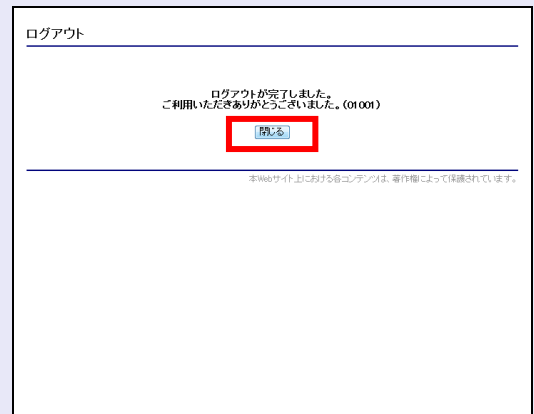 ログアウト
ログアウトが完了しました。
ご利用いただきありがとうございました。(01001)
閉じる
本Webサイト上における各コンテンツは、著作権によって保護されています。